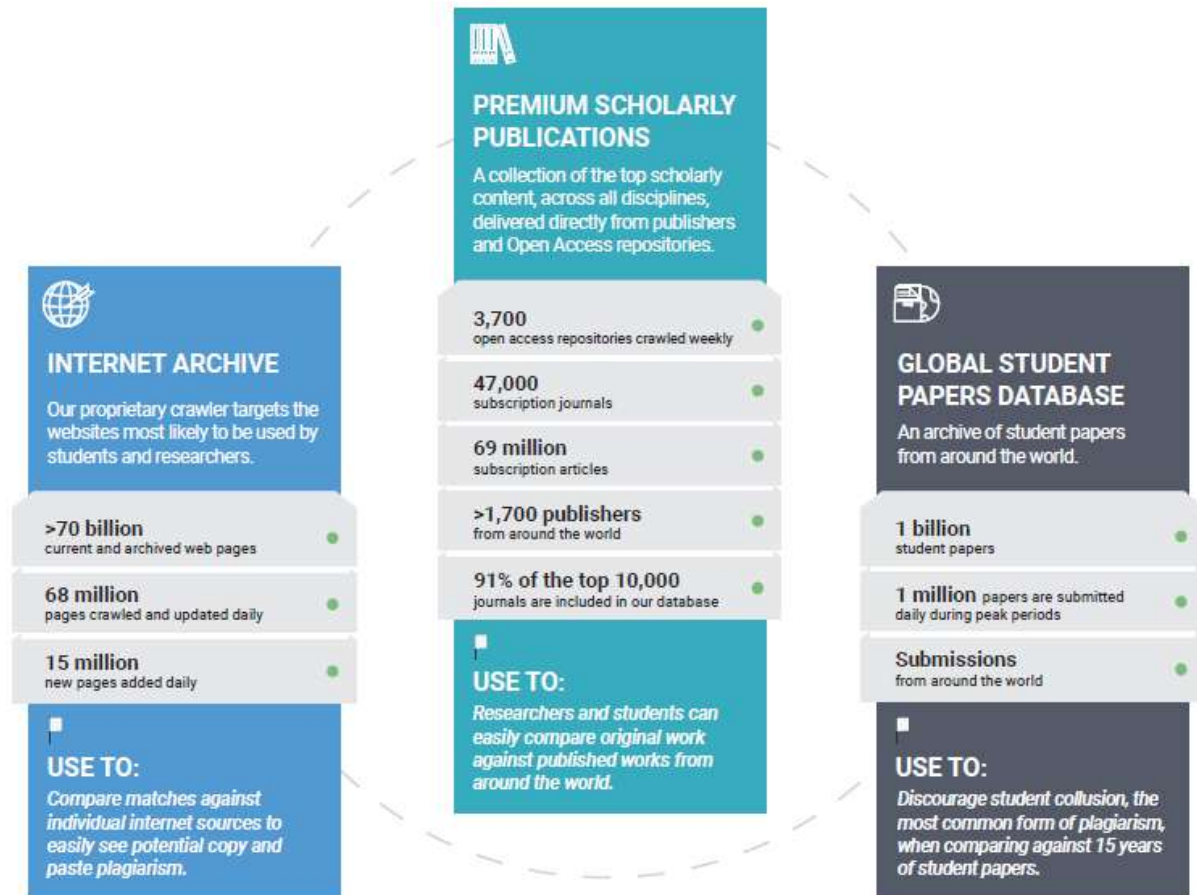 PREMIUM SCHOLARLY
PUBLICATIONS
A collection of the top scholarly
content, across all disciplines,
delivered directly from publishers
and Open Access repositories.
3,700
open access repositories crawled weekly
47,000
subscription journals
69 million
subscription articles
>1,700 publishers
from around the world
91% of the top 10,000
journals are included in our database
USE TO:
Researchers and students can
easily compare original work
against published works from
around the world.
INTERNET ARCHIVE
Our proprietary crawler targets the
websites most likely to be used by
students and researchers.
>70 billion
current and archived web pages
68 million
pages crawled and updated daily
15 million
new pages added daily
USE TO:
Compare matches against
individual internet sources to
easily see potential copy and
paste plagiarism.
GLOBAL STUDENT
PAPERS DATABASE
An archive of student papers
from around the world.
1 billion
student papers
1 million papers are submitted
daily during peak periods
Submissions
from around the world
USE TO:
Discourage student collusion, the
most common form of plagiarism,
when comparing against 15 years
of student papers.